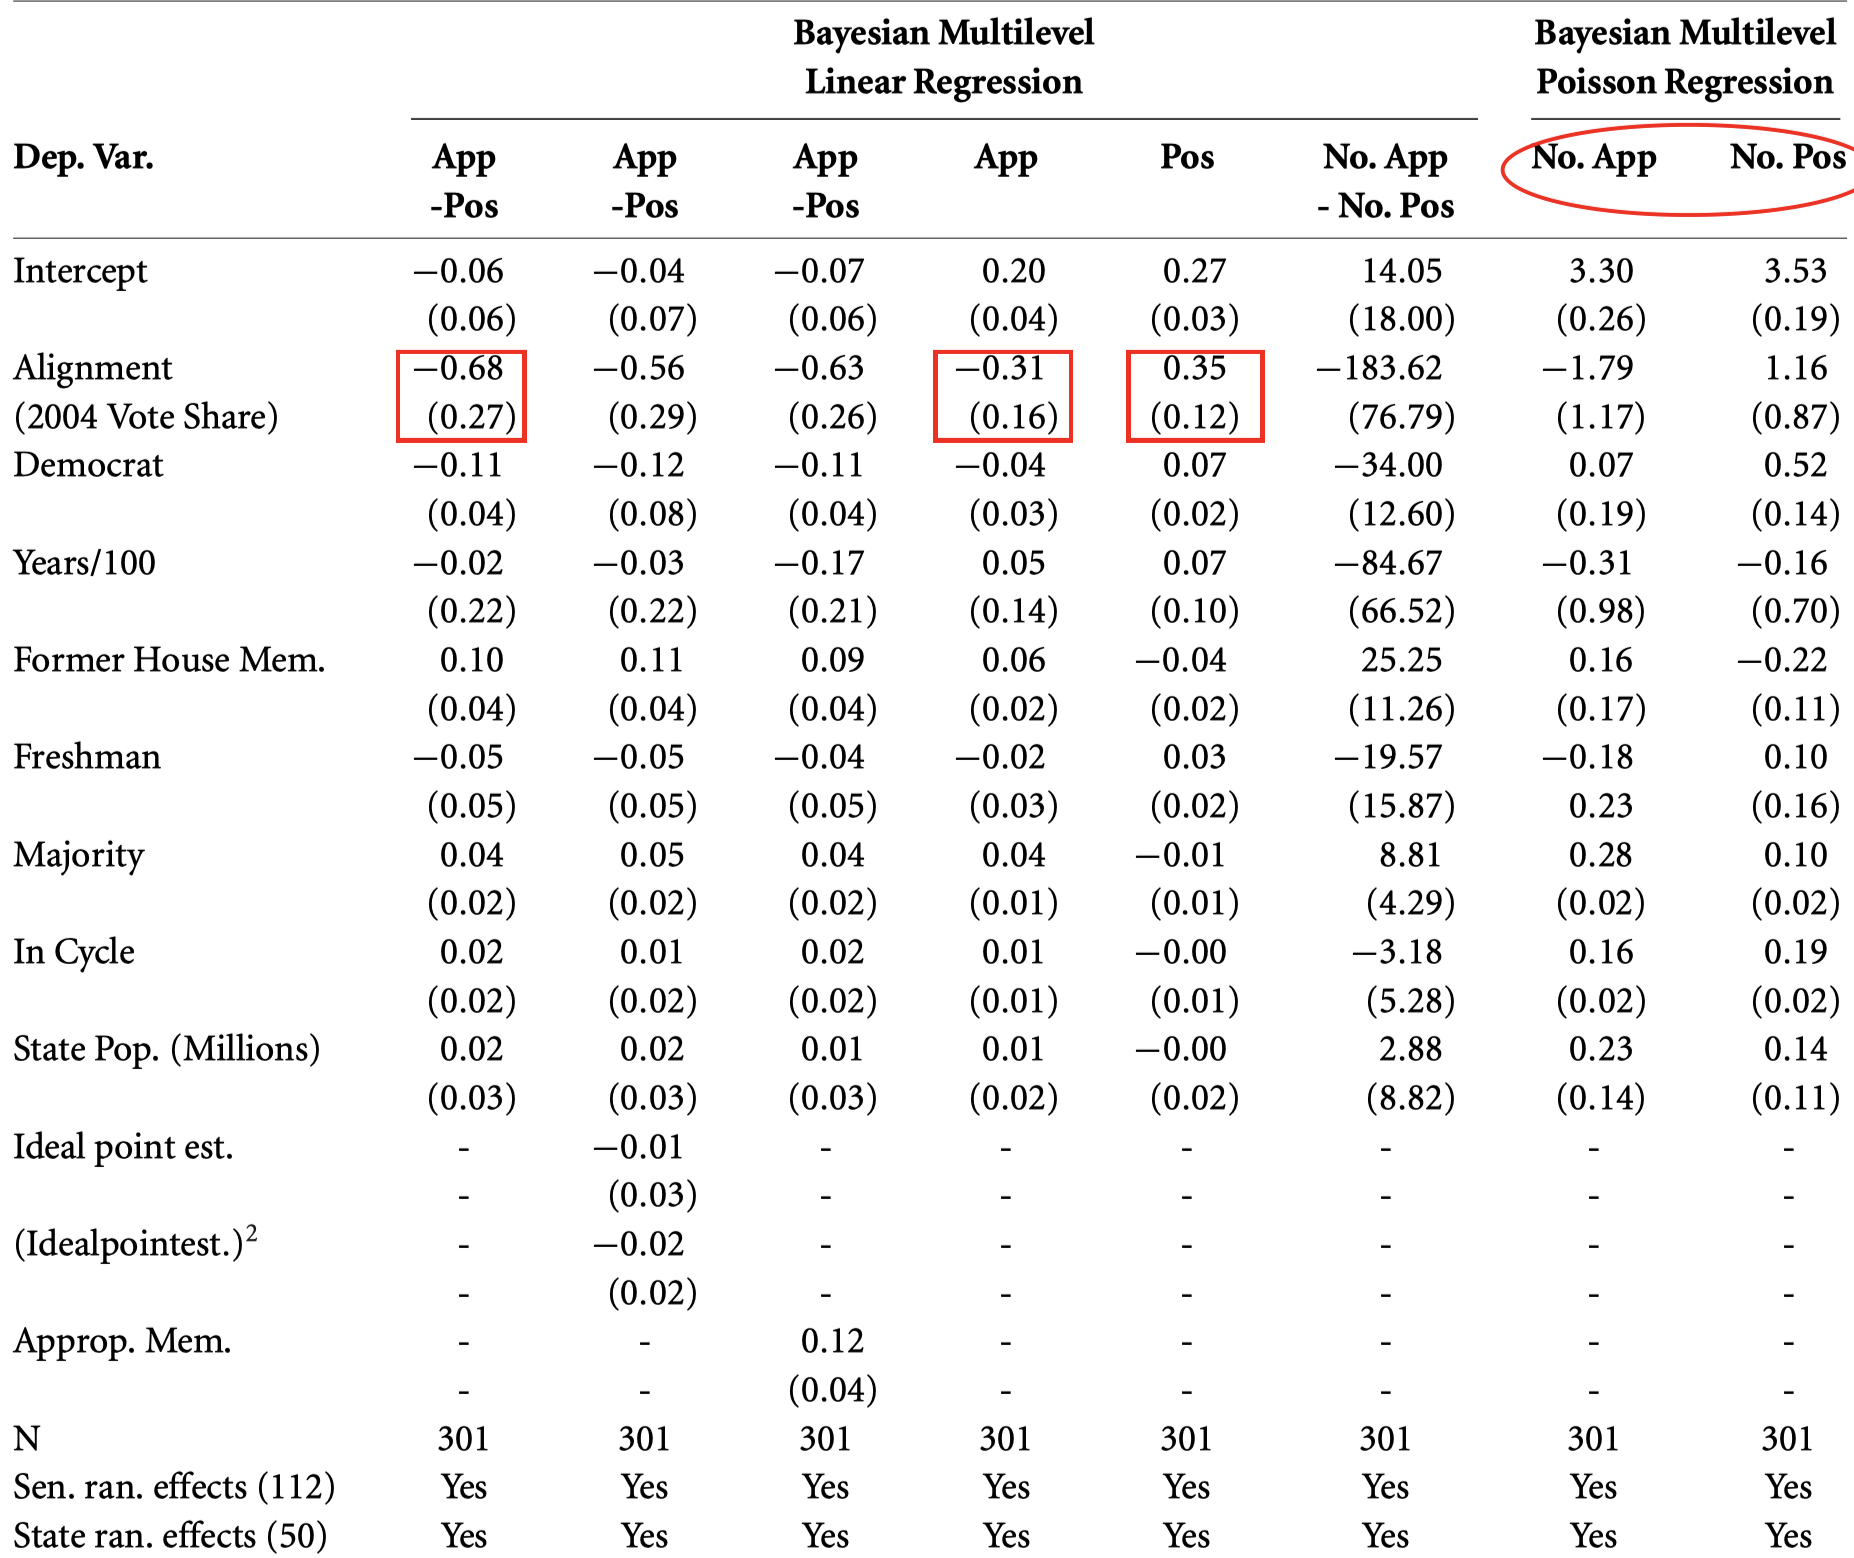 Bayesian Multilevel Bayesian Multilevel
Linear Regression Poisson Regression
Dep. Var. App App App App Pos No. App No. App No. Pos
-Pos -Pos -Pos - No. Pos
Intercept −0.06 −0.04 −0.07 0.20 0.27 14.05 3.30 3.53
(0.06) (0.07) (0.06) (0.04) (0.03) (18.00) (0.26) (0.19)
Alignment −0.68 −0.56 −0.63 −0.31 0.35 −183.62 −1.79 1.16
(2004 Vote Share) (0.27) (0.29) (0.26) (0.16) (0.12) (76.79) (1.17) (0.87)
Democrat −0.11 −0.12 −0.11 −0.04 0.07 −34.00 0.07 0.52
(0.04) (0.08) (0.04) (0.03) (0.02) (12.60) (0.19) (0.14)
Years/100 −0.02 −0.03 −0.17 0.05 0.07 −84.67 −0.31 −0.16
(0.22) (0.22) (0.21) (0.14) (0.10) (66.52) (0.98) (0.70)
Former House Mem. 0.10 0.11 0.09 0.06 −0.04 25.25 0.16 −0.22
(0.04) (0.04) (0.04) (0.02) (0.02) (11.26) (0.17) (0.11)
Freshman −0.05 −0.05 −0.04 −0.02 0.03 −19.57 −0.18 0.10
(0.05) (0.05) (0.05) (0.03) (0.02) (15.87) 0.23 (0.16)
Majority 0.04 0.05 0.04 0.04 −0.01 8.81 0.28 0.10
(0.02) (0.02) (0.02) (0.01) (0.01) (4.29) (0.02) (0.02)
In Cycle 0.02 0.01 0.02 0.01 −0.00 −3.18 0.16 0.19
(0.02) (0.02) (0.02) (0.01) (0.01) (5.28) (0.02) (0.02)
State Pop. (Millions) 0.02 0.02 0.01 0.01 −0.00 2.88 0.23 0.14
(0.03) (0.03) (0.03) (0.02) (0.02) (8.82) (0.14) (0.11)
Ideal point est. - −0.01 - - - - - -
- (0.03) - - - - - -
(Idealpointest.)² - −0.02 - - - - - -
- (0.02) - - - - - -
Approp. Mem. - - 0.12 - - - - -
- - (0.04) - - - - -
N 301 301 301 301 301 301 301 301
Sen. ran. effects (112) Yes Yes Yes Yes Yes Yes Yes Yes
State ran. effects (50) Yes Yes Yes Yes Yes Yes Yes Yes